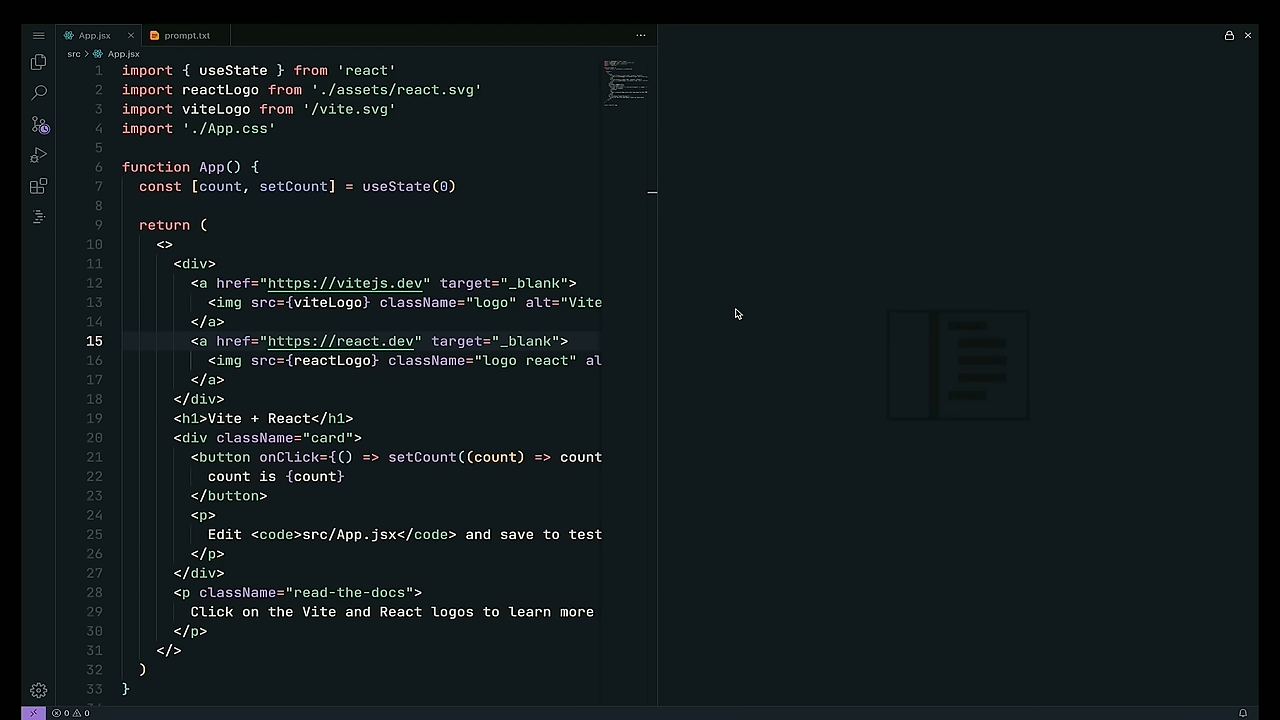 App.jsx
prompt.txt
src > App.jsx
1 import { useState } from 'react'
2 import reactLogo from './assets/react.svg'
3 import viteLogo from '/vite.svg'
4 import './App.css'
5
6 function App() {
7 const [count, setCount] = useState(0)
8
9 return (
10 <>
11 <div>
12 <a href="https://vitejs.dev" target="_blank">
13 <img src={viteLogo} className="logo" alt="Vite
14 </a>
15 <a href="https://react.dev" target="_blank">
16 <img src={reactLogo} className="logo react" al
17 </a>
18 </div>
19 <h1>Vite + React</h1>
20 <div className="card">
21 <button onClick={() => setCount((count) => count
22 count is {count}
23 </button>
24 <p>
25 Edit <code>src/App.jsx</code> and save to test
26 </p>
27 </div>
28 <p className="read-the-docs">
29 Click on the Vite and React logos to learn more
30 </p>
31 </>
32 )
33 }
0 0